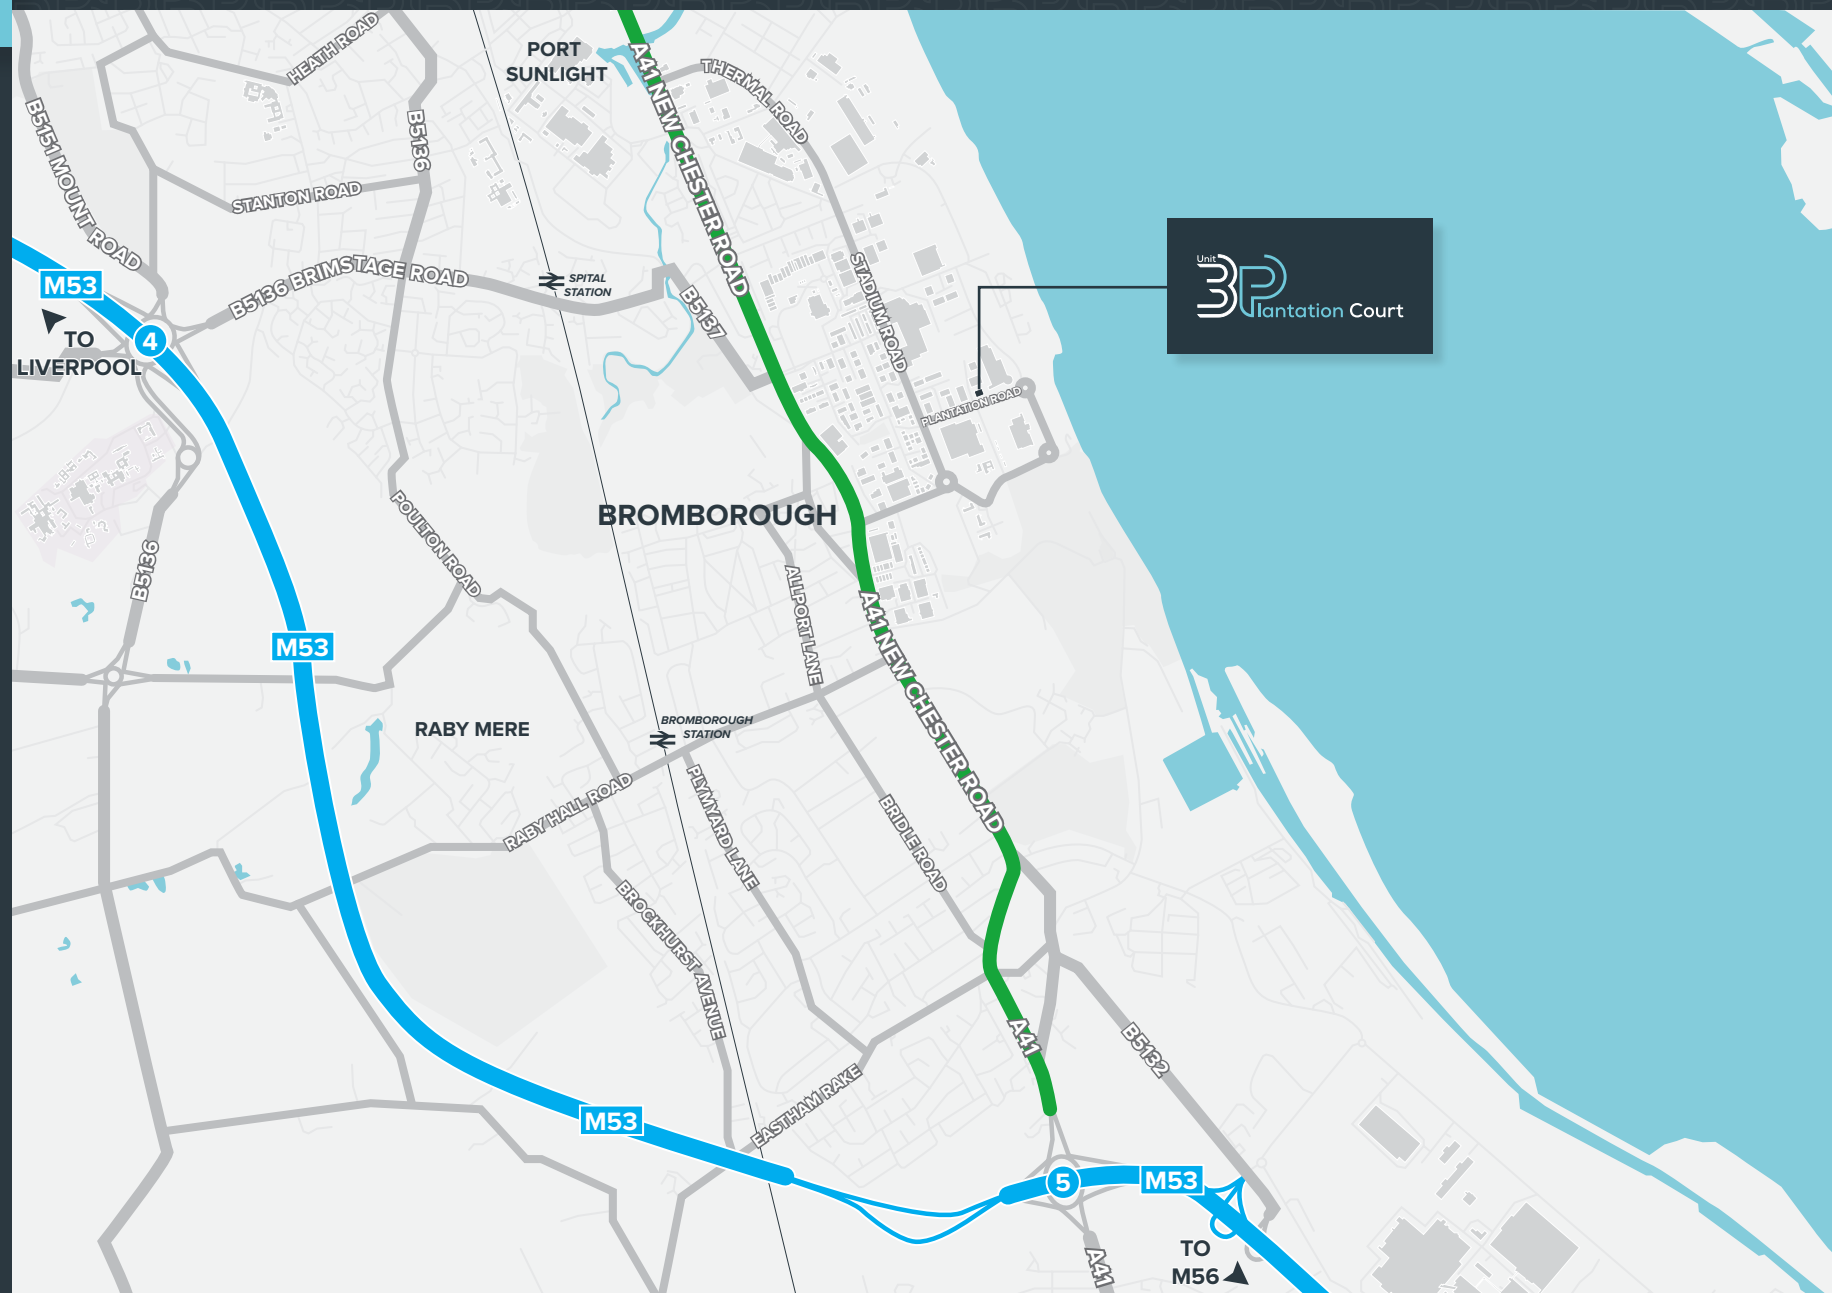 PORT
SUNLIGHT
HEATH ROAD
A41 NEW CHESTER ROAD
THERMAL ROAD
B5151 MOUNT ROAD
B5136
STANTON ROAD
M53
TO
LIVERPOOL
4
B5136 BRIMSTAGE ROAD
SPITAL
STATION
B5137
STADIUM ROAD
Unit
3 Plantation Court
PLANTATION ROAD
BROMBOROUGH
POULTON ROAD
B5136
ALLPORT LANE
A41 NEW CHESTER ROAD
M53
RABY MERE
BROMBOROUGH
STATION
RABY HALL ROAD
PLYMYARD LANE
BRIDLE ROAD
BROCKHURST AVENUE
A41
B5132
EASTHAM RAKE
M53
5
M53
TO
M56
A41